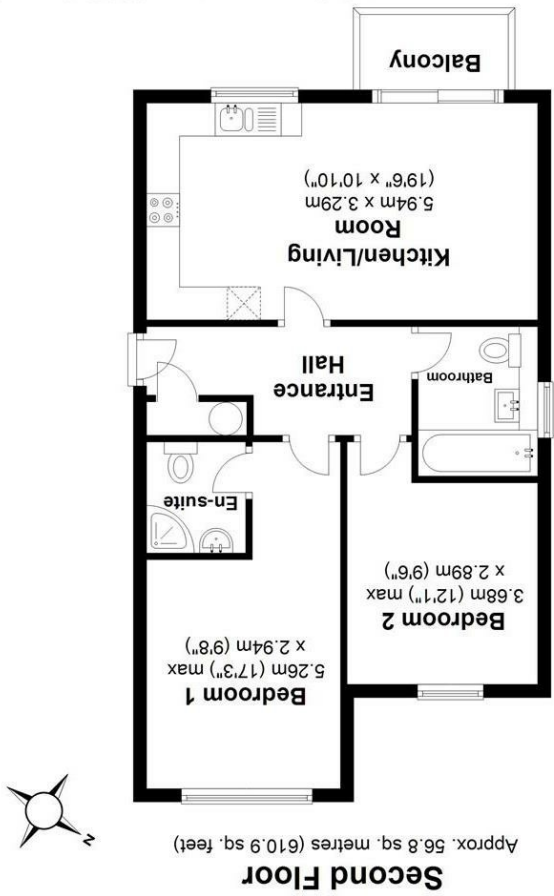 Second Floor
Approx. 56.8 sq. metres (610.9 sq. feet)
N
Bedroom 1
5.26m (17'3") max
x 2.94m (9'8")
Bedroom 2
3.68m (12'1") max
x 2.89m (9'6")
En-suite
Bathroom
Entrance
Hall
Kitchen/Living
Room
5.94m x 3.29m
(19'6" x 10'10")
Balcony